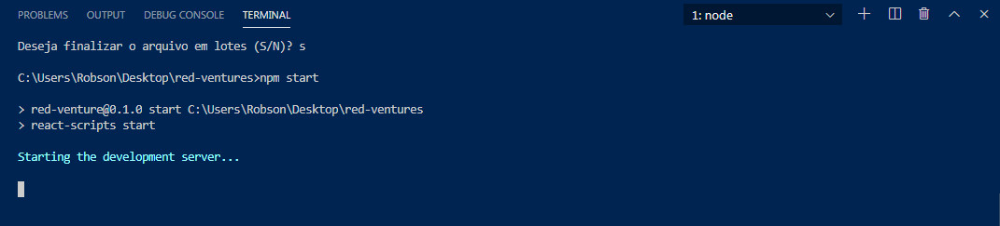 PROBLEMS OUTPUT DEBUG CONSOLE TERMINAL 1: node
Deseja finalizar o arquivo em lotes (S/N)? s
C:\Users\Robson\Desktop\red-ventures>npm start
> red-venture@0.1.0 start C:\Users\Robson\Desktop\red-ventures
> react-scripts start
Starting the development server...